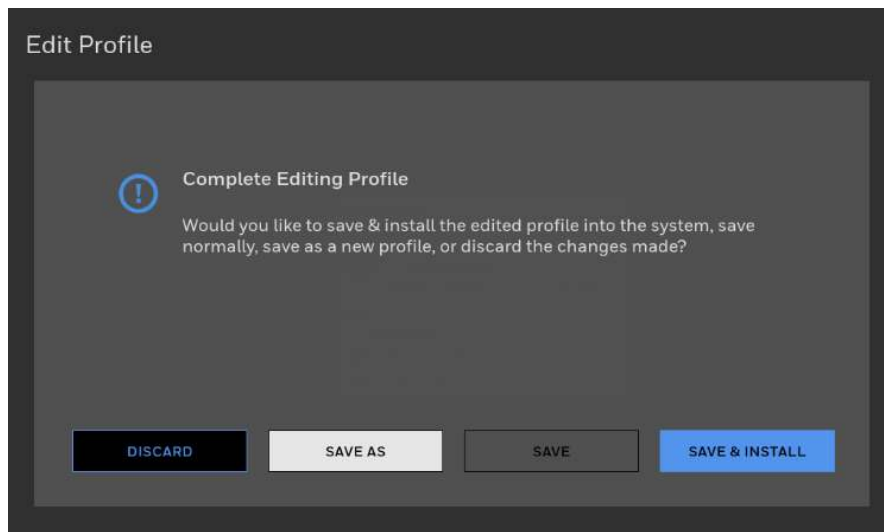 Edit Profile
Complete Editing Profile
Would you like to save & install the edited profile into the system, save
normally, save as a new profile, or discard the changes made?
DISCARD
SAVE AS
SAVE
SAVE & INSTALL